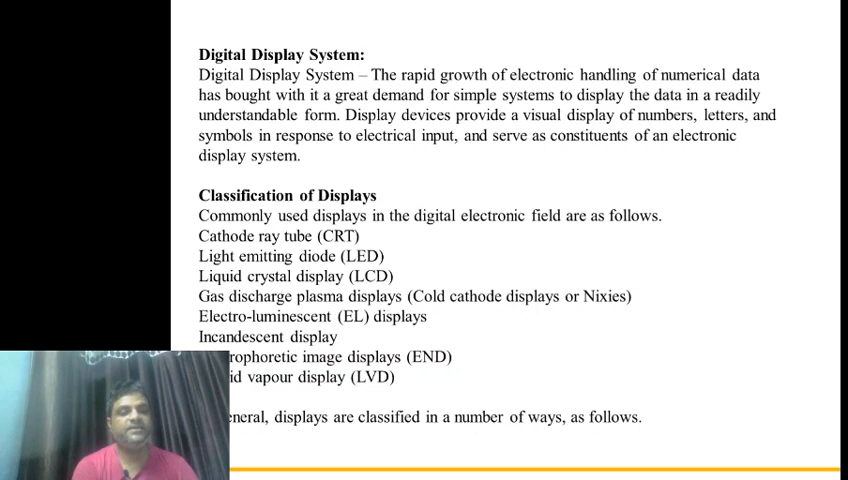 Digital Display System:
Digital Display System – The rapid growth of electronic handling of numerical data
has bought with it a great demand for simple systems to display the data in a readily
understandable form. Display devices provide a visual display of numbers, letters, and
symbols in response to electrical input, and serve as constituents of an electronic
display system.
Classification of Displays
Commonly used displays in the digital electronic field are as follows.
Cathode ray tube (CRT)
Light emitting diode (LED)
Liquid crystal display (LCD)
Gas discharge plasma displays (Cold cathode displays or Nixies)
Electro-luminescent (EL) displays
Incandescent display
image displays (END)
vapour display (LVD)
displays are classified in a number of ways, as follows.